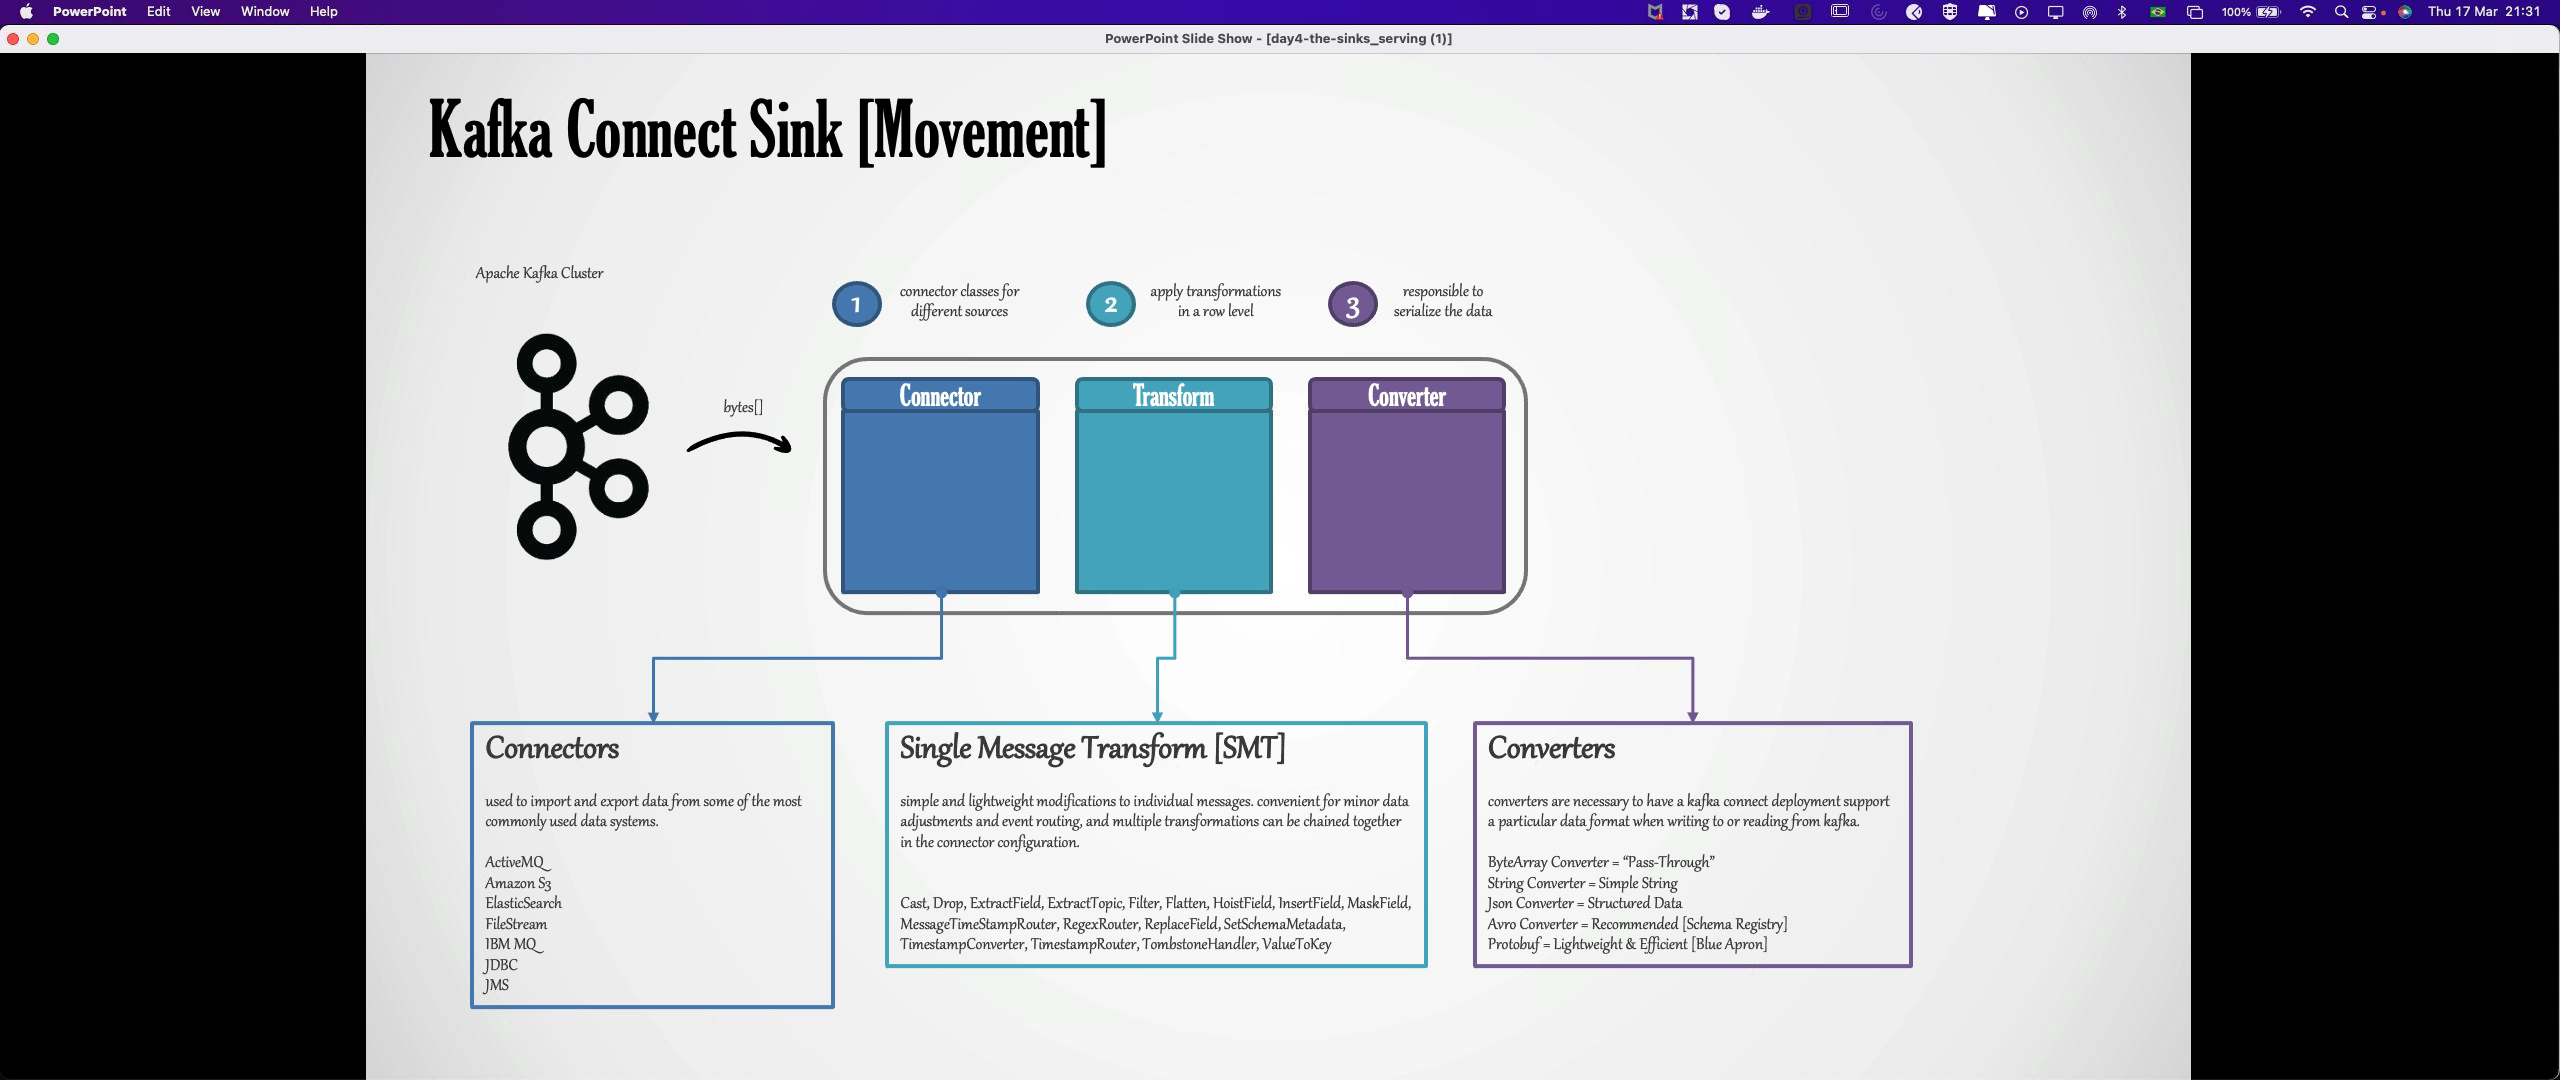 PowerPoint Edit View Window Help 100% Thu 17 Mar 21:31
PowerPoint Slide Show - [day4-the-sinks_serving (1)]
Kafka Connect Sink [Movement]
Apache Kafka Cluster
bytes[]
1
connector classes for
different sources
2
apply transformations
in a row level
3
responsible to
serialize the data
Connector
Transform
Converter
Connectors
used to import and export data from some of the most
commonly used data systems.
ActiveMQ
Amazon S3
ElasticSearch
FileStream
IBM MQ
JDBC
JMS
Single Message Transform [SMT]
simple and lightweight modifications to individual messages. convenient for minor data
adjustments and event routing, and multiple transformations can be chained together
in the connector configuration.
Cast, Drop, ExtractField, ExtractTopic, Filter, Flatten, HoistField, InsertField, MaskField,
MessageTimeStampRouter, RegexRouter, ReplaceField, SetSchemaMetadata,
TimestampConverter, TimestampRouter, TombstoneHandler, ValueToKey
Converters
converters are necessary to have a kafka connect deployment support
a particular data format when writing to or reading from kafka.
ByteArray Converter = “Pass-Through”
String Converter = Simple String
Json Converter = Structured Data
Avro Converter = Recommended [Schema Registry]
Protobuf = Lightweight & Efficient [Blue Apron]